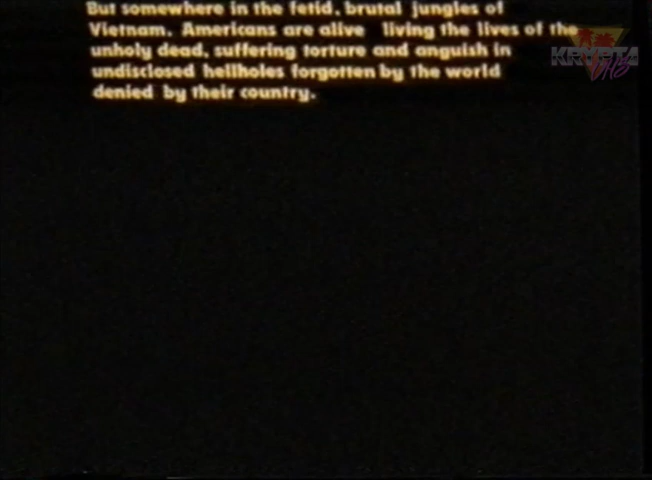 But somewhere in the fetid, brutal jungles of
Vietnam. Americans are alive living the lives of the
unholy dead, suffering torture and anguish in
undisclosed hellholes forgotten by the world
denied by their country.
KRYPTA
VHS